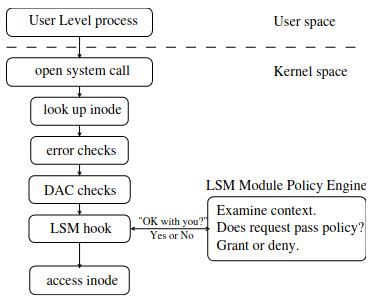 User Level process
User space
open system call
Kernel space
look up inode
error checks
DAC checks
LSM Module Policy Engine
LSM hook
"OK with you?"
Yes or No
Examine context.
Does request pass policy?
Grant or deny.
access inode